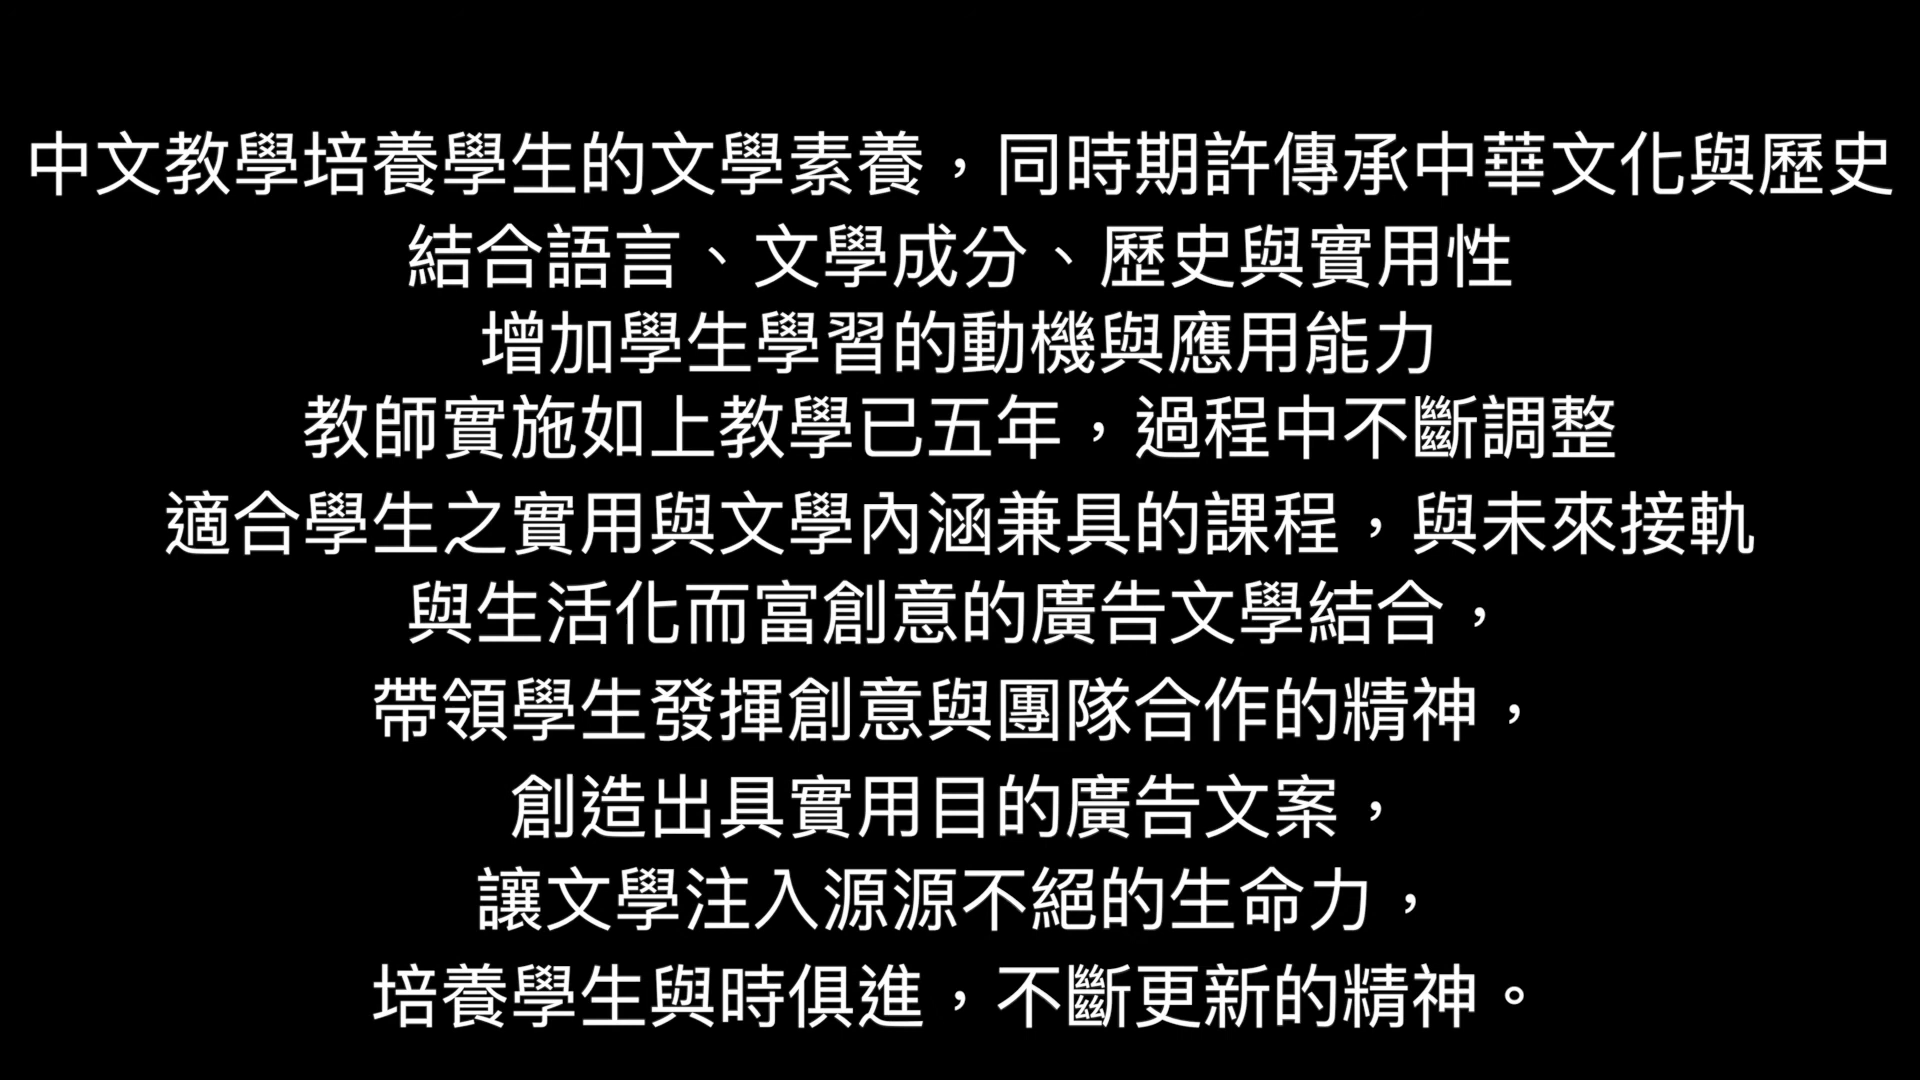 中文教學培養學生的文學素養，同時期許傳承中華文化與歷史
結合語言、文學成分、歷史與實用性
增加學生學習的動機與應用能力
教師實施如上教學已五年，過程中不斷調整
適合學生之實用與文學內涵兼具的課程，與未來接軌
與生活化而富創意的廣告文學結合，
帶領學生發揮創意與團隊合作的精神，
創造出具實用目的廣告文案，
讓文學注入源源不絕的生命力，
培養學生與時俱進，不斷更新的精神。